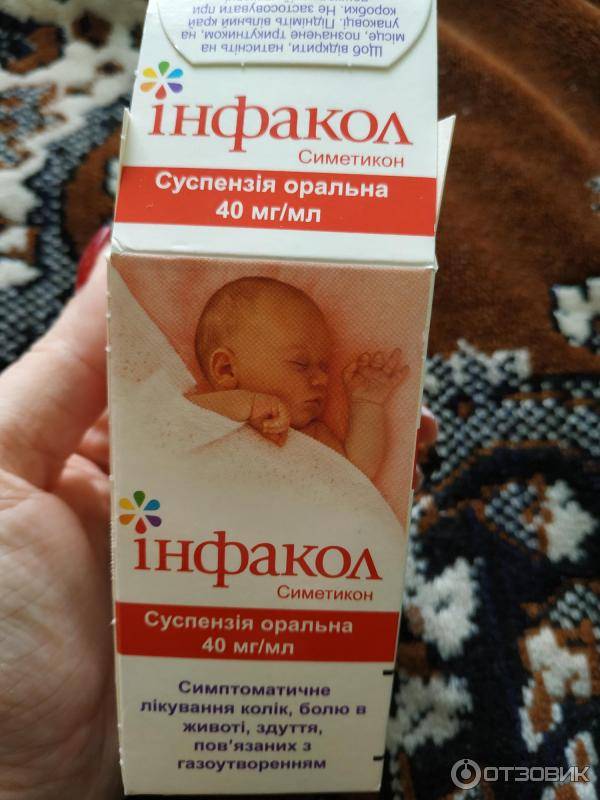 Щоб відкрити, натисніть на
місце, позначене трикутником, на
упаковці. Підніміть вільний край
коробки. Не застосовувати при
інфакол
Симетикон
Суспензія оральна
40 мг/мл
інфакол
Симетикон
Суспензія оральна
40 мг/мл
Симптоматичне
лікування колік, болю в
животі, здуття,
пов'язаних з
газоутворенням
ОТЗОВИК